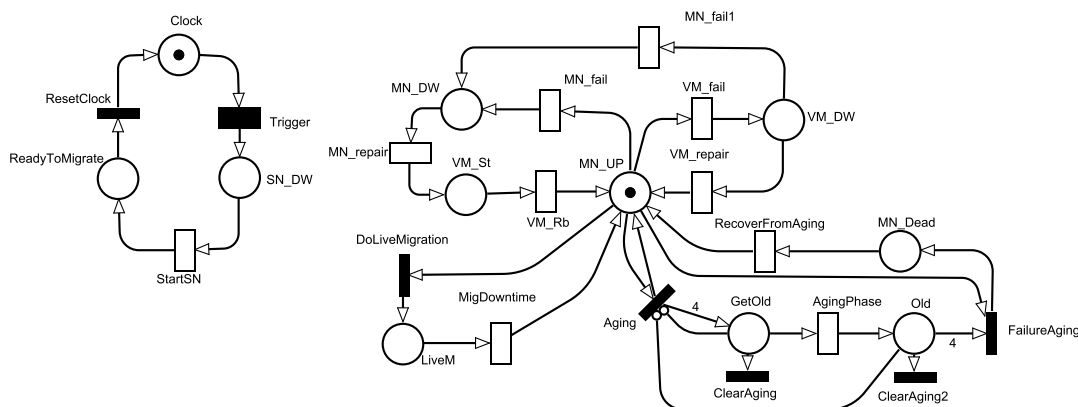 Clock
MN_fail1
ResetClock
MN_DW
MN_fail
VM_fail
Trigger
VM_DW
MN_repair
ReadyToMigrate
VM_St
MN_UP
VM_repair
SN_DW
VM_Rb
RecoverFromAging
MN_Dead
DoLiveMigration
StartSN
MigDowntime
4
GetOld
AgingPhase
Old
Aging
FailureAging
4
LiveM
ClearAging
ClearAging2